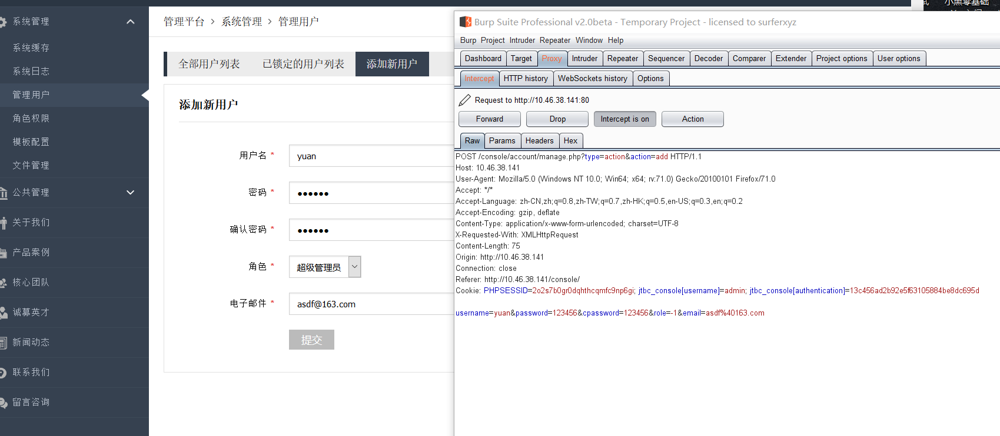 系统管理
系统缓存
系统日志
管理用户
角色权限
模板配置
文件管理
公共管理
关于我们
产品案例
核心团队
诚募英才
新闻动态
联系我们
留言咨询
管理平台 > 系统管理 > 管理用户
全部用户列表 已锁定的用户列表 添加新用户
添加新用户
用户名 * yuan
密码 * ●●●●●●
确认密码 * ●●●●●●
角色 * 超级管理员
电子邮件 * asdf@163.com
提交
小黑零基础
Burp Suite Professional v2.0beta - Temporary Project - licensed to surferxyz
Burp Project Intruder Repeater Window Help
Dashboard Target Proxy Intruder Repeater Sequencer Decoder Comparer Extender Project options User options
Intercept HTTP history WebSockets history Options
Request to http://10.46.38.141:80
Forward Drop Intercept is on Action
Raw Params Headers Hex
POST /console/account/manage.php?type=action&action=add HTTP/1.1
Host: 10.46.38.141
User-Agent: Mozilla/5.0 (Windows NT 10.0; Win64; x64; rv:71.0) Gecko/20100101 Firefox/71.0
Accept: */*
Accept-Language: zh-CN,zh;q=0.8,zh-TW;q=0.7,zh-HK;q=0.5,en-US;q=0.3,en;q=0.2
Accept-Encoding: gzip, deflate
Content-Type: application/x-www-form-urlencoded; charset=UTF-8
X-Requested-With: XMLHttpRequest
Content-Length: 75
Origin: http://10.46.38.141
Connection: close
Referer: http://10.46.38.141/console/
Cookie: PHPSESSID=2o2s7b0gr0dqhthcqmfc9np6gi; jtbc_console[username]=admin; jtbc_console[authentication]=13c456ad2b92e5f63105884be8dc695d
username=yuan&password=123456&cpassword=123456&role=-1&email=asdf%40163.com